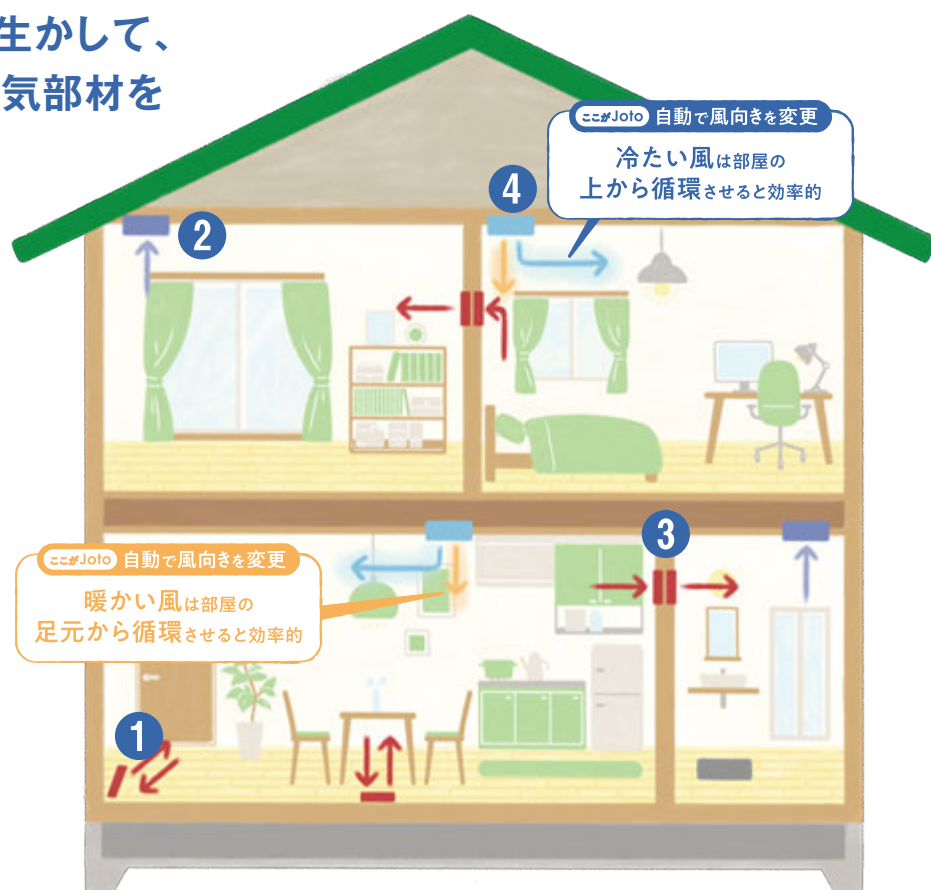 生かして、
気部材を
ここがJoto 自動で風向きを変更
冷たい風は部屋の
上から循環させると効率的
4
2
3
ここがJoto 自動で風向きを変更
暖かい風は部屋の
足元から循環させると効率的
1